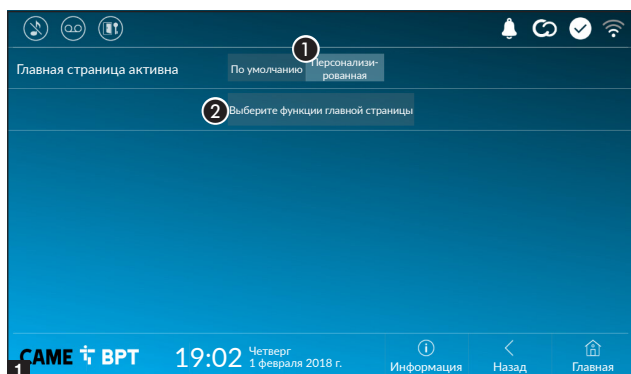 1
Главная страница активна
По умолчанию
Персонализи-
рованная
2
Выберите функции главной страницы
CAME BPT
19:02
Четверг
1 февраля 2018 г.
Информация
Назад
Главная
1